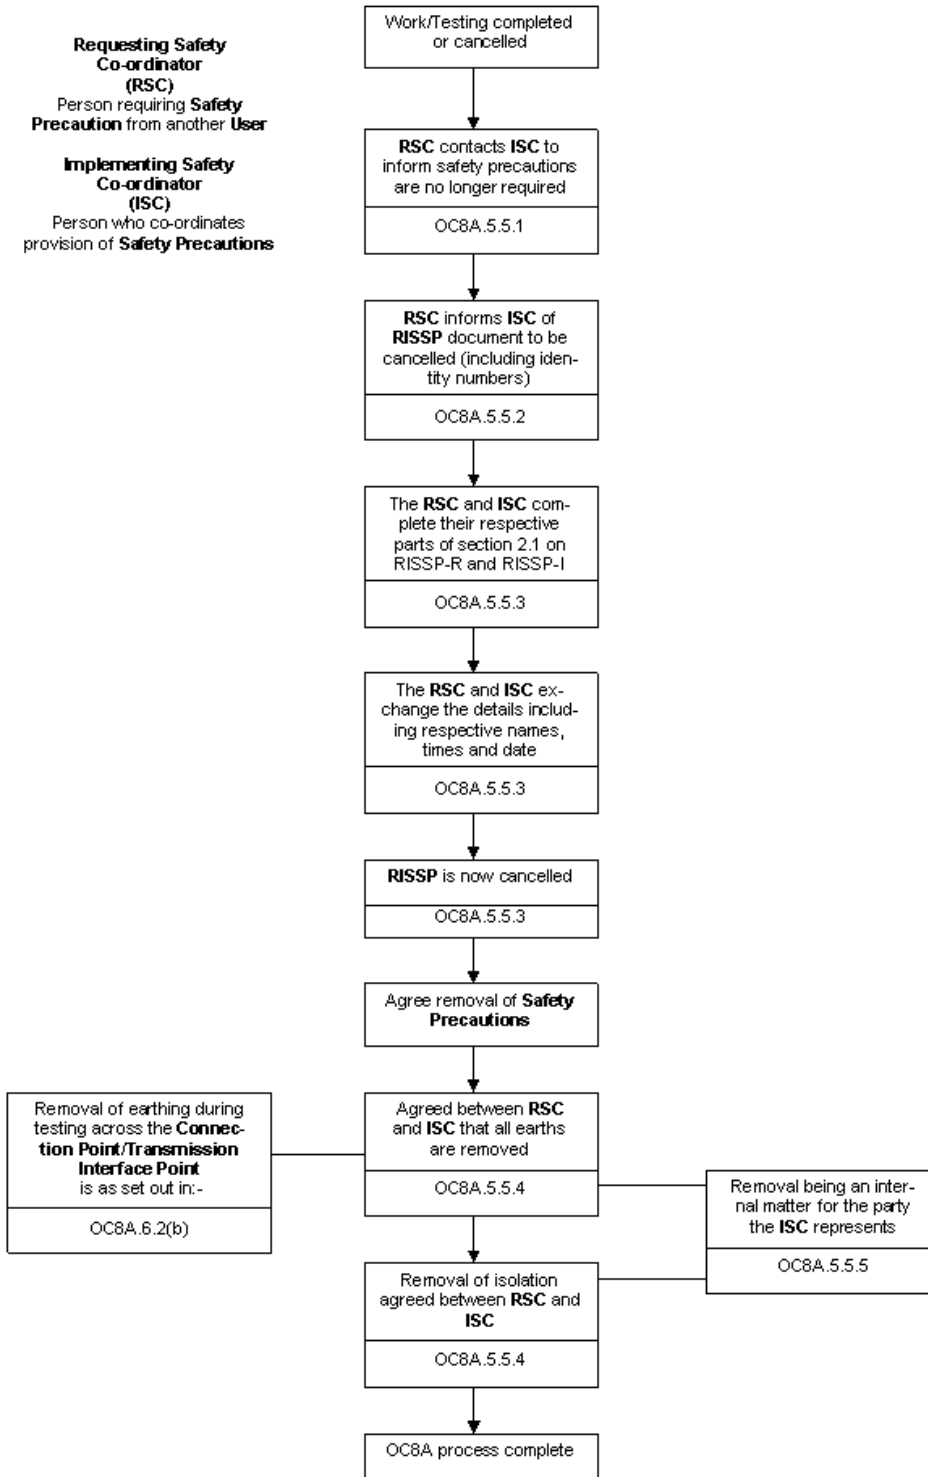 Work/Testing completed
or cancelled
Requesting Safety
Co-ordinator
(RSC)
Person requiring Safety
Precaution from another User
Implementing Safety
Co-ordinator
(ISC)
Person who co-ordinates
provision of Safety Precautions
RSC contacts ISC to
inform safety precautions
are no longer required
OC8A.5.5.1
RSC informs ISC of
RISSP document to be
cancelled (including iden-
tity numbers)
OC8A.5.5.2
The RSC and ISC com-
plete their respective
parts of section 2.1 on
RISSP-R and RISSP-I
OC8A.5.5.3
The RSC and ISC ex-
change the details includ-
ing respective names,
times and date
OC8A.5.5.3
RISSP is now cancelled
OC8A.5.5.3
Agree removal of Safety
Precautions
Removal of earthing during
testing across the Connec-
tion Point/Transmission
Interface Point
is as set out in:-
OC8A.6.2(b)
Agreed between RSC
and ISC that all earths
are removed
OC8A.5.5.4
Removal being an inter-
nal matter for the party
the ISC represents
OC8A.5.5.5
Removal of isolation
agreed between RSC and
ISC
OC8A.5.5.4
OC8A process complete